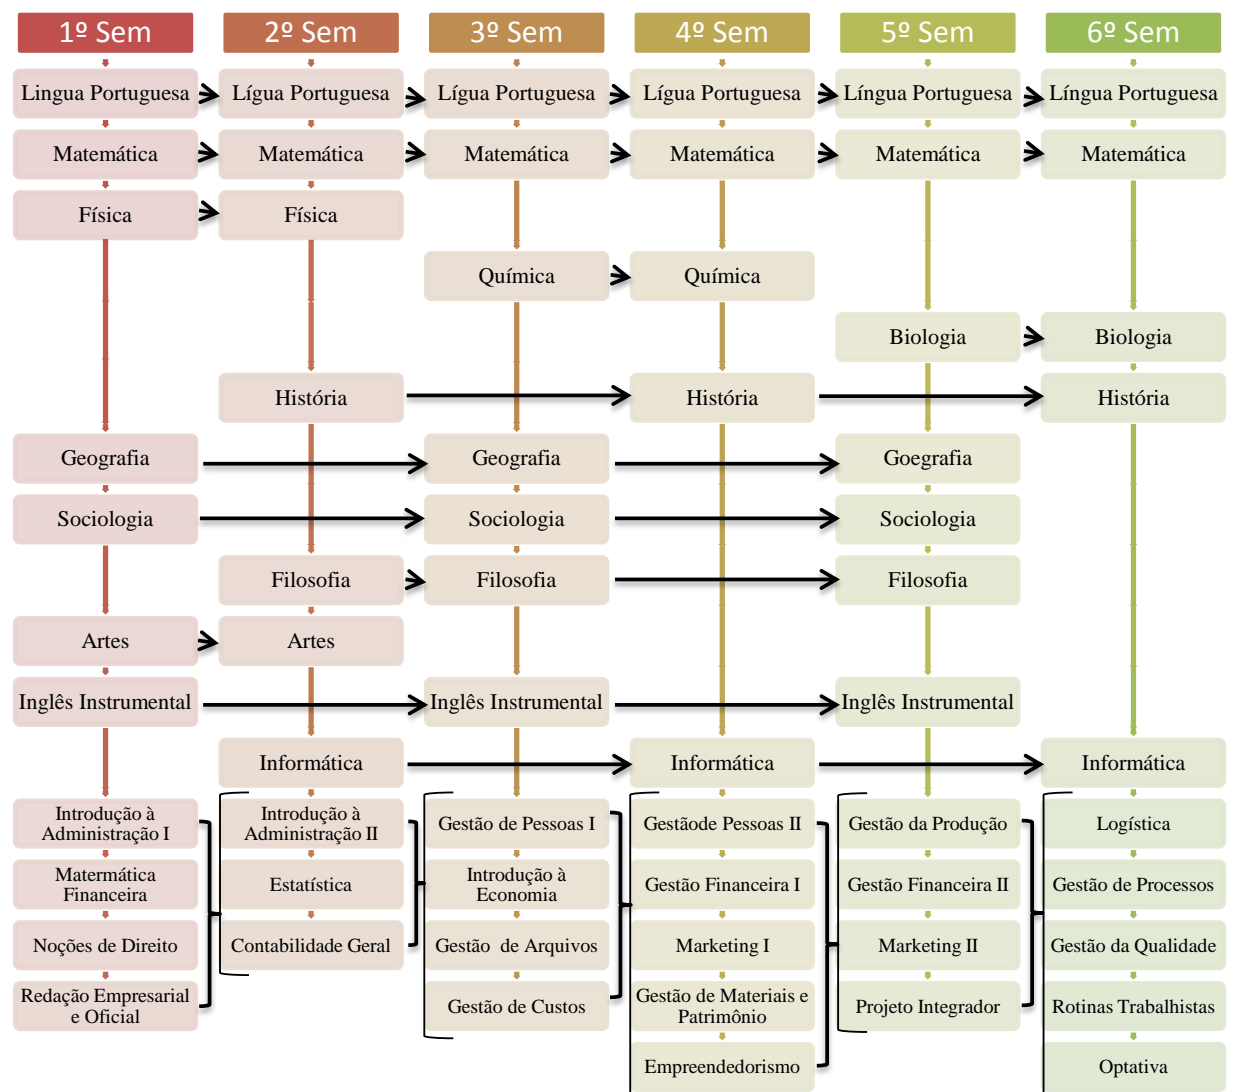 1º Sem
2º Sem
3º Sem
4º Sem
5º Sem
6º Sem
Lingua Portuguesa
Lígua Portuguesa
Lígua Portuguesa
Lígua Portuguesa
Língua Portuguesa
Língua Portuguesa
Matemática
Matemática
Matemática
Matemática
Matemática
Matemática
Física
Física
Química
Química
Biologia
Biologia
História
História
História
Geografia
Geografia
Goegrafia
Sociologia
Sociologia
Sociologia
Filosofia
Filosofia
Filosofia
Artes
Artes
Inglês Instrumental
Inglês Instrumental
Inglês Instrumental
Informática
Informática
Informática
Introdução à
Administração I
Introdução à
Administração II
Gestão de Pessoas I
Gestãode Pessoas II
Gestão da Produção
Logística
Matermática
Financeira
Estatística
Introdução à
Economia
Gestão Financeira I
Gestão Financeira II
Gestão de Processos
Noções de Direito
Contabilidade Geral
Gestão de Arquivos
Marketing I
Marketing II
Gestão da Qualidade
Redação Empresarial
e Oficial
Gestão de Custos
Gestão de Materiais e
Patrimônio
Projeto Integrador
Rotinas Trabalhistas
Empreendedorismo
Optativa